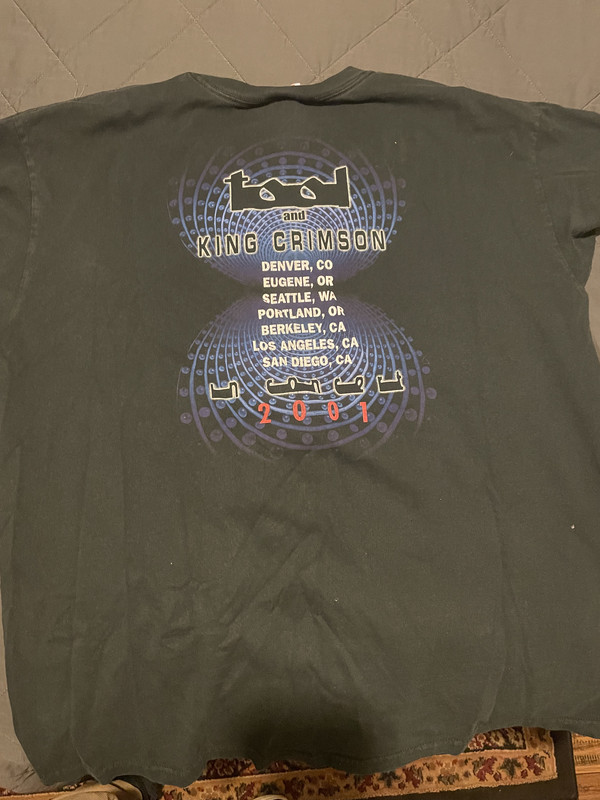 tool
and
KING CRIMSON
DENVER, CO
EUGENE, OR
SEATTLE, WA
PORTLAND, OR
BERKELEY, CA
LOS ANGELES, CA
SAN DIEGO, CA
2001